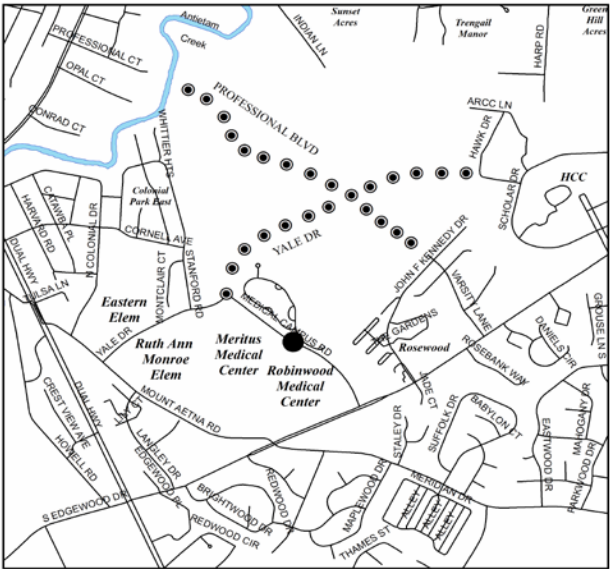 Sunset
Acres
Trengail
Manor
Green
Hill
Acres
Antietam
Creek
INDIAN LN
HARP RD
PROFESSIONAL CT
OPAL CT
CONRAD CT
PROFESSIONAL BLVD
ARCC LN
HAWK DR
SCHOLAR DR
HCC
WHITTIER HTS
Colonial
Park East
CATAWBA PL
HARVARD RD
N COLONIAL DR
CORNELL AVE
YALE DR
DUAL HWY
TULSA LN
MONTCLAIR CT
STANFORD RD
JOHN F KENNEDY DR
VARSITY LANE
Eastern
Elem
MEDICAL CAMPUS RD
GARDENS
Rosewood
DANIELS CIR
GROUSE LN S
YALE DR
Ruth Ann
Monroe
Elem
Meritus
Medical
Center
Robinwood
Medical
Center
ROSEBANK WAY
CREST VIEW AVE
DUAL HWY
MOUNT AETNA RD
JADE CT
SUFFOLK DR
BABYLON CT
EASTWOOD DR
MAHOGANY DR
PARKWOOD DR
HOWELL RD
LANGLEY DR
EDGEWOOD PL
STALEY DR
S EDGEWOOD DR
BRIGHTWOOD DR
REDWOOD DR
REDWOOD CIR
MAPLEWOOD DR
MERIDIAN DR
ALLEY
ALLEY
ALLEY
THAMES ST